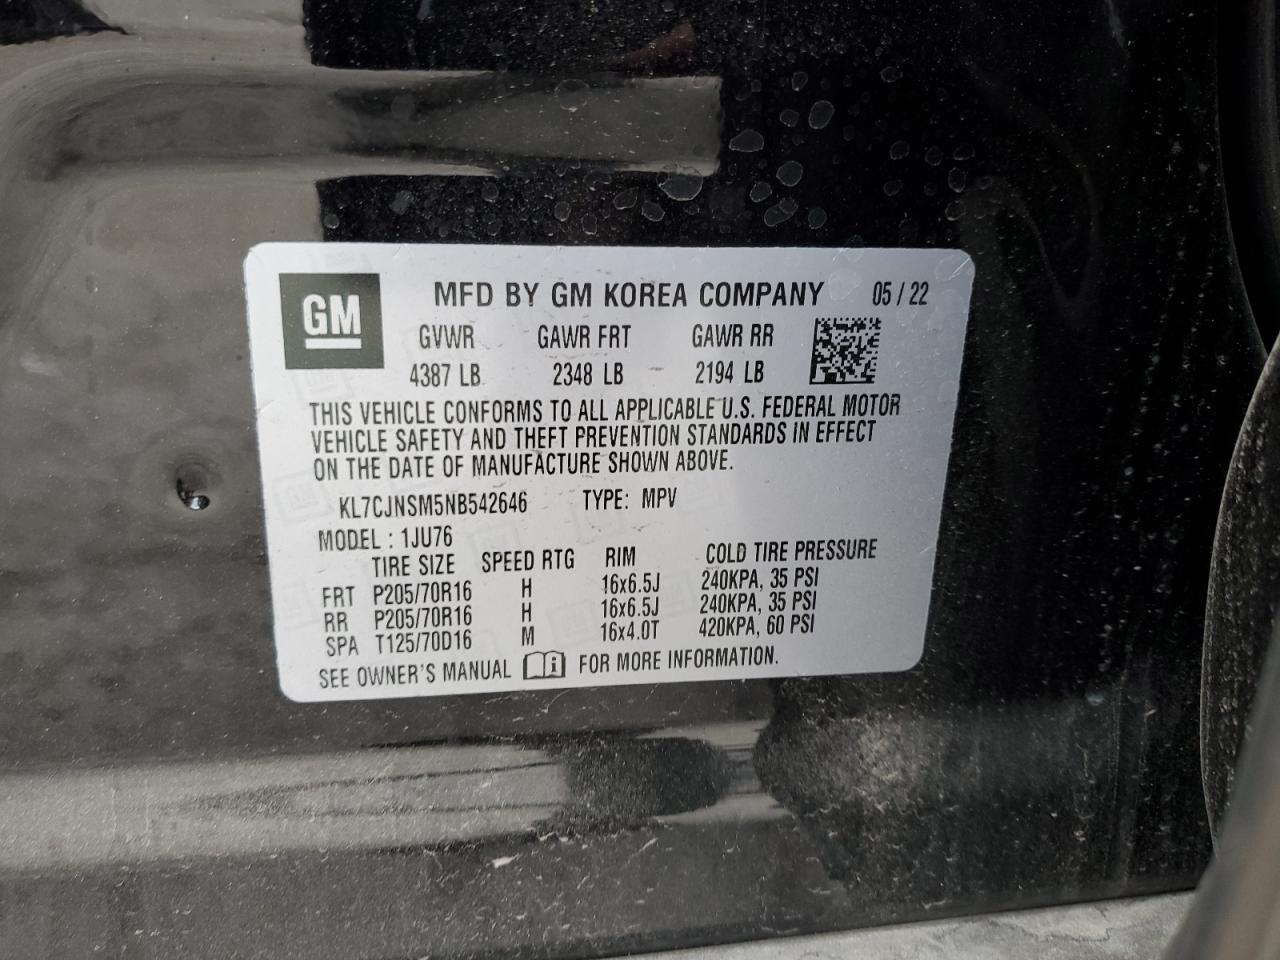 GM
MFD BY GM KOREA COMPANY 05 / 22
GVWR GAWR FRT GAWR RR
4387 LB 2348 LB 2194 LB
THIS VEHICLE CONFORMS TO ALL APPLICABLE U.S. FEDERAL MOTOR
VEHICLE SAFETY AND THEFT PREVENTION STANDARDS IN EFFECT
ON THE DATE OF MANUFACTURE SHOWN ABOVE.
KL7CJNSM5NB542646 TYPE: MPV
MODEL : 1JU76
TIRE SIZE SPEED RTG RIM COLD TIRE PRESSURE
FRT P205/70R16 H 16x6.5J 240KPA, 35 PSI
RR P205/70R16 H 16x6.5J 240KPA, 35 PSI
SPA T125/70D16 M 16x4.0T 420KPA, 60 PSI
SEE OWNER'S MANUAL i FOR MORE INFORMATION.